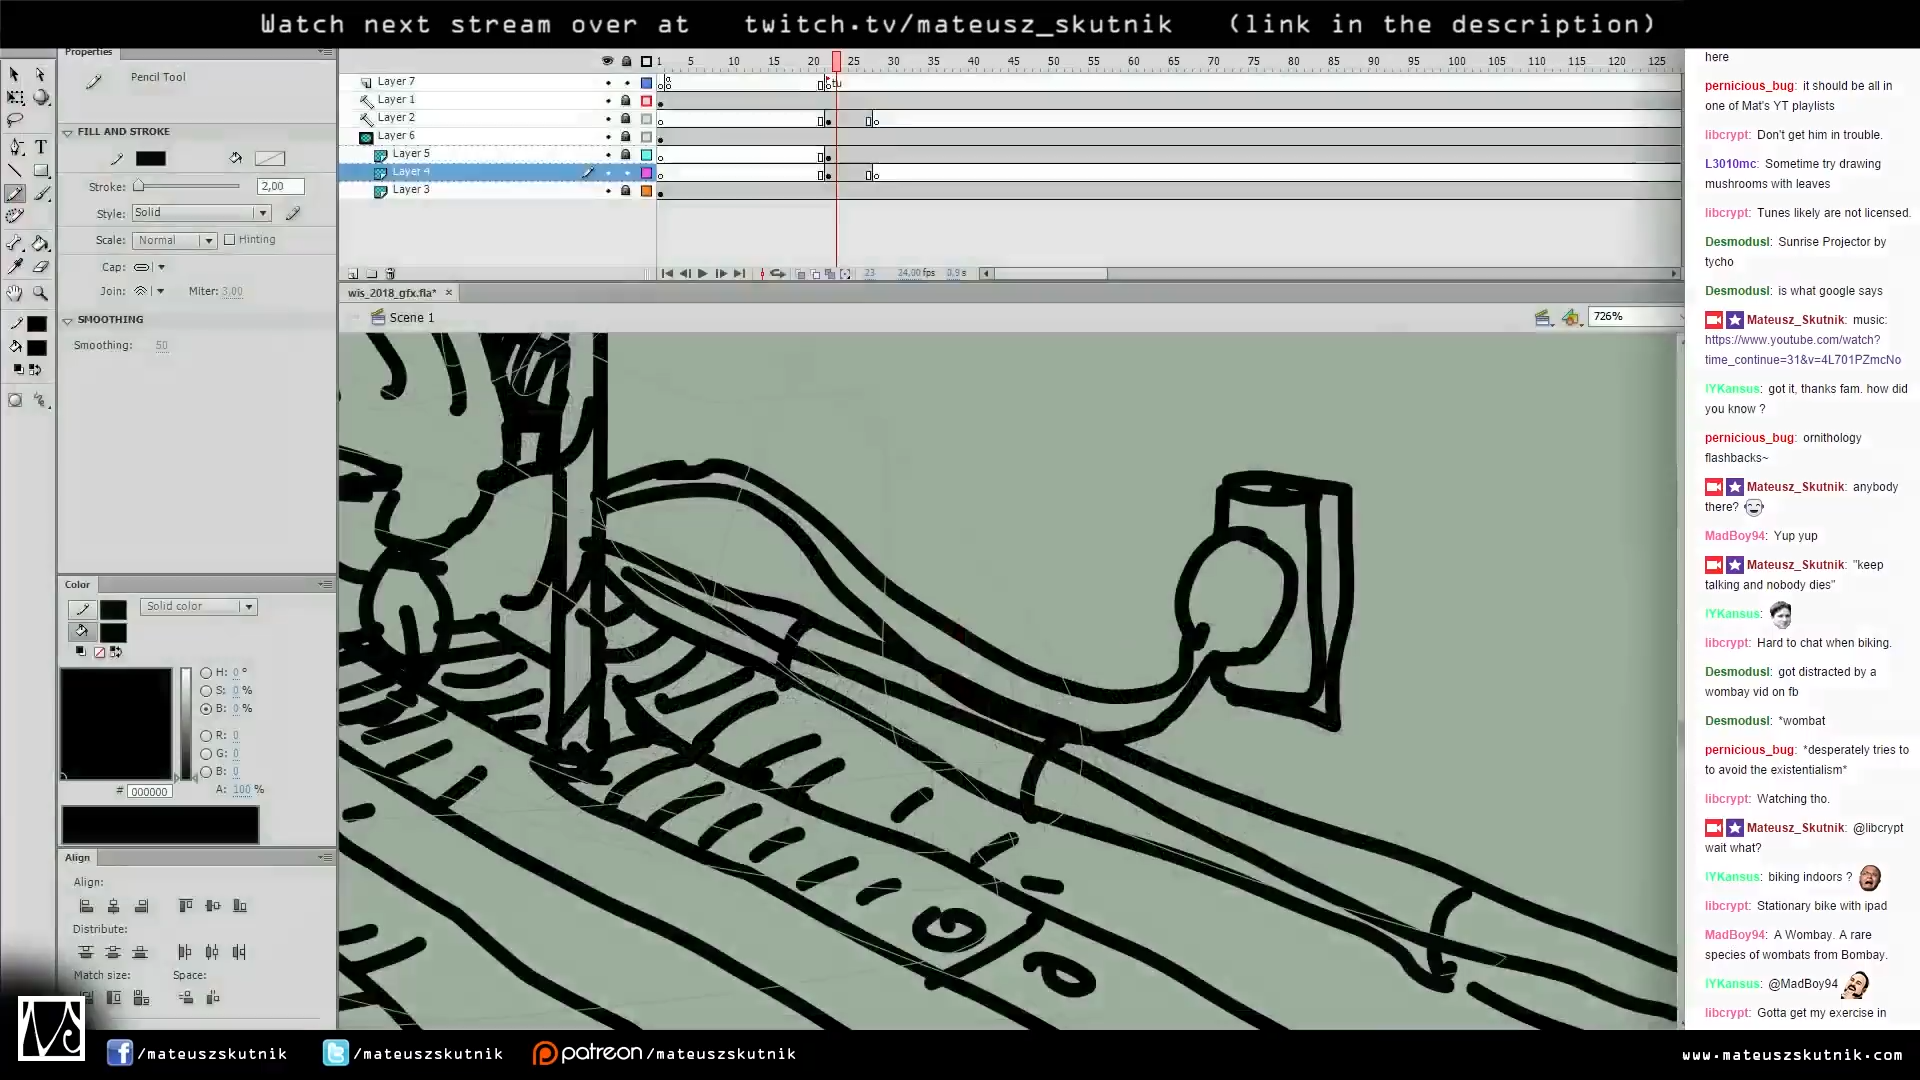 Watch next stream over at twitch.tv/mateusz_skutnik (link in the description)
Properties
Pencil Tool
FILL AND STROKE
Stroke: 2,00
Style: Solid
Scale: Normal Hinting
Cap:
Join: Miter: 3,00
SMOOTHING
Smoothing: 50
Color
Solid color
H: 0 °
S: 0 %
B: 0 %
R: 0
G: 0
B: 0
# 000000 A: 100 %
Align
Align:
Distribute:
Match size: Space:
1 5 10 15 20 25 30 35 40 45 50 55 60 65 70 75 80 85 90 95 100 105 110 115 120 125
Layer 7
Layer 1
Layer 2
Layer 6
Layer 5
Layer 4
Layer 3
23 24,00 fps 0,9 s
wis_2018_gfx.fla*
Scene 1
726%
here
pernicious_bug: it should be all in
one of Mat's YT playlists
libcrypt: Don't get him in trouble.
L3010mc: Sometime try drawing
mushrooms with leaves
libcrypt: Tunes likely are not licensed.
Desmodusl: Sunrise Projector by
tycho
Desmodusl: is what google says
Mateusz_Skutnik: music:
https://www.youtube.com/watch?
time_continue=31&v=4L701PZmcNo
IYKansus: got it, thanks fam. how did
you know ?
pernicious_bug: ornithology
flashbacks~
Mateusz_Skutnik: anybody
there?
MadBoy94: Yup yup
Mateusz_Skutnik: "keep
talking and nobody dies"
IYKansus:
libcrypt: Hard to chat when biking.
Desmodusl: got distracted by a
wombay vid on fb
Desmodusl: *wombat
pernicious_bug: *desperately tries to
to avoid the existentialism*
libcrypt: Watching tho.
Mateusz_Skutnik: @libcrypt
wait what?
IYKansus: biking indoors ?
libcrypt: Stationary bike with ipad
MadBoy94: A Wombay. A rare
species of wombats from Bombay.
IYKansus: @MadBoy94
libcrypt: Gotta get my exercise in
/mateuszskutnik /mateuszskutnik patreon/mateuszskutnik
www.mateuszskutnik.com